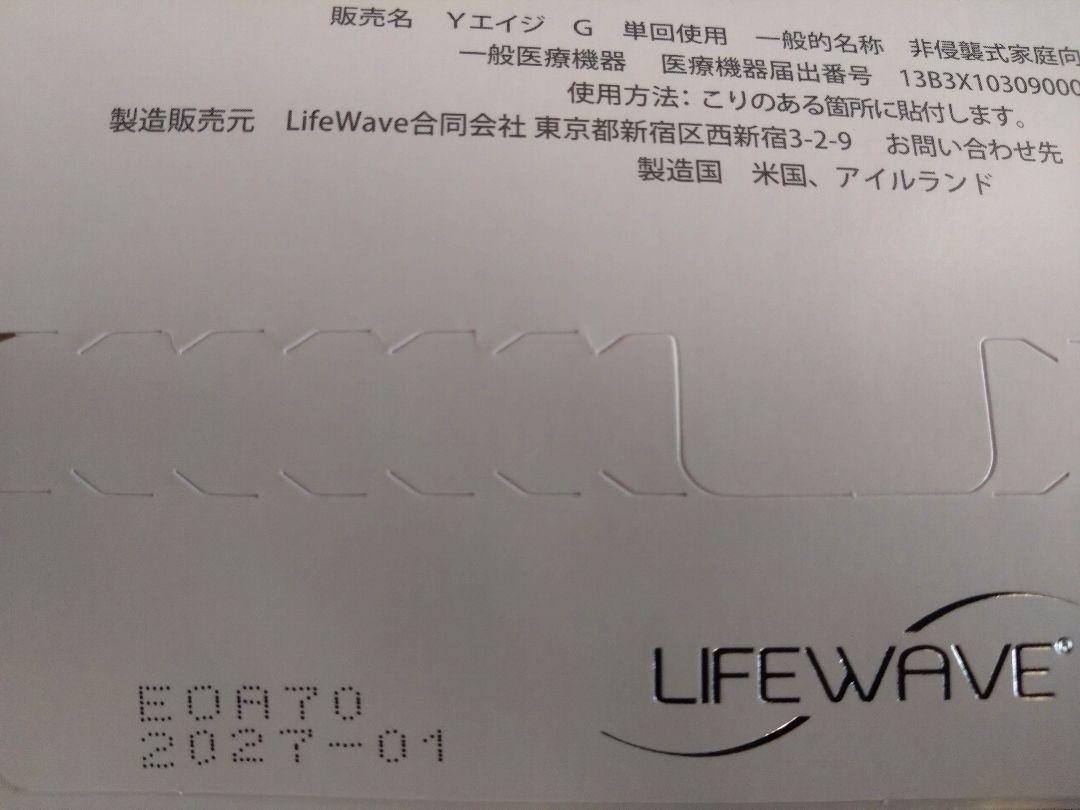 販売名 Yエイジ G 単回使用 一般的名称 非侵襲式家庭向
一般医療機器 医療機器届出番号 13B3X10309000
使用方法：こりのある箇所に貼付します。
製造販売元 LifeWave合同会社 東京都新宿区西新宿3-2-9 お問い合わせ先
製造国 米国、アイルランド
LIFEWAVE®
EOA70
2027-01